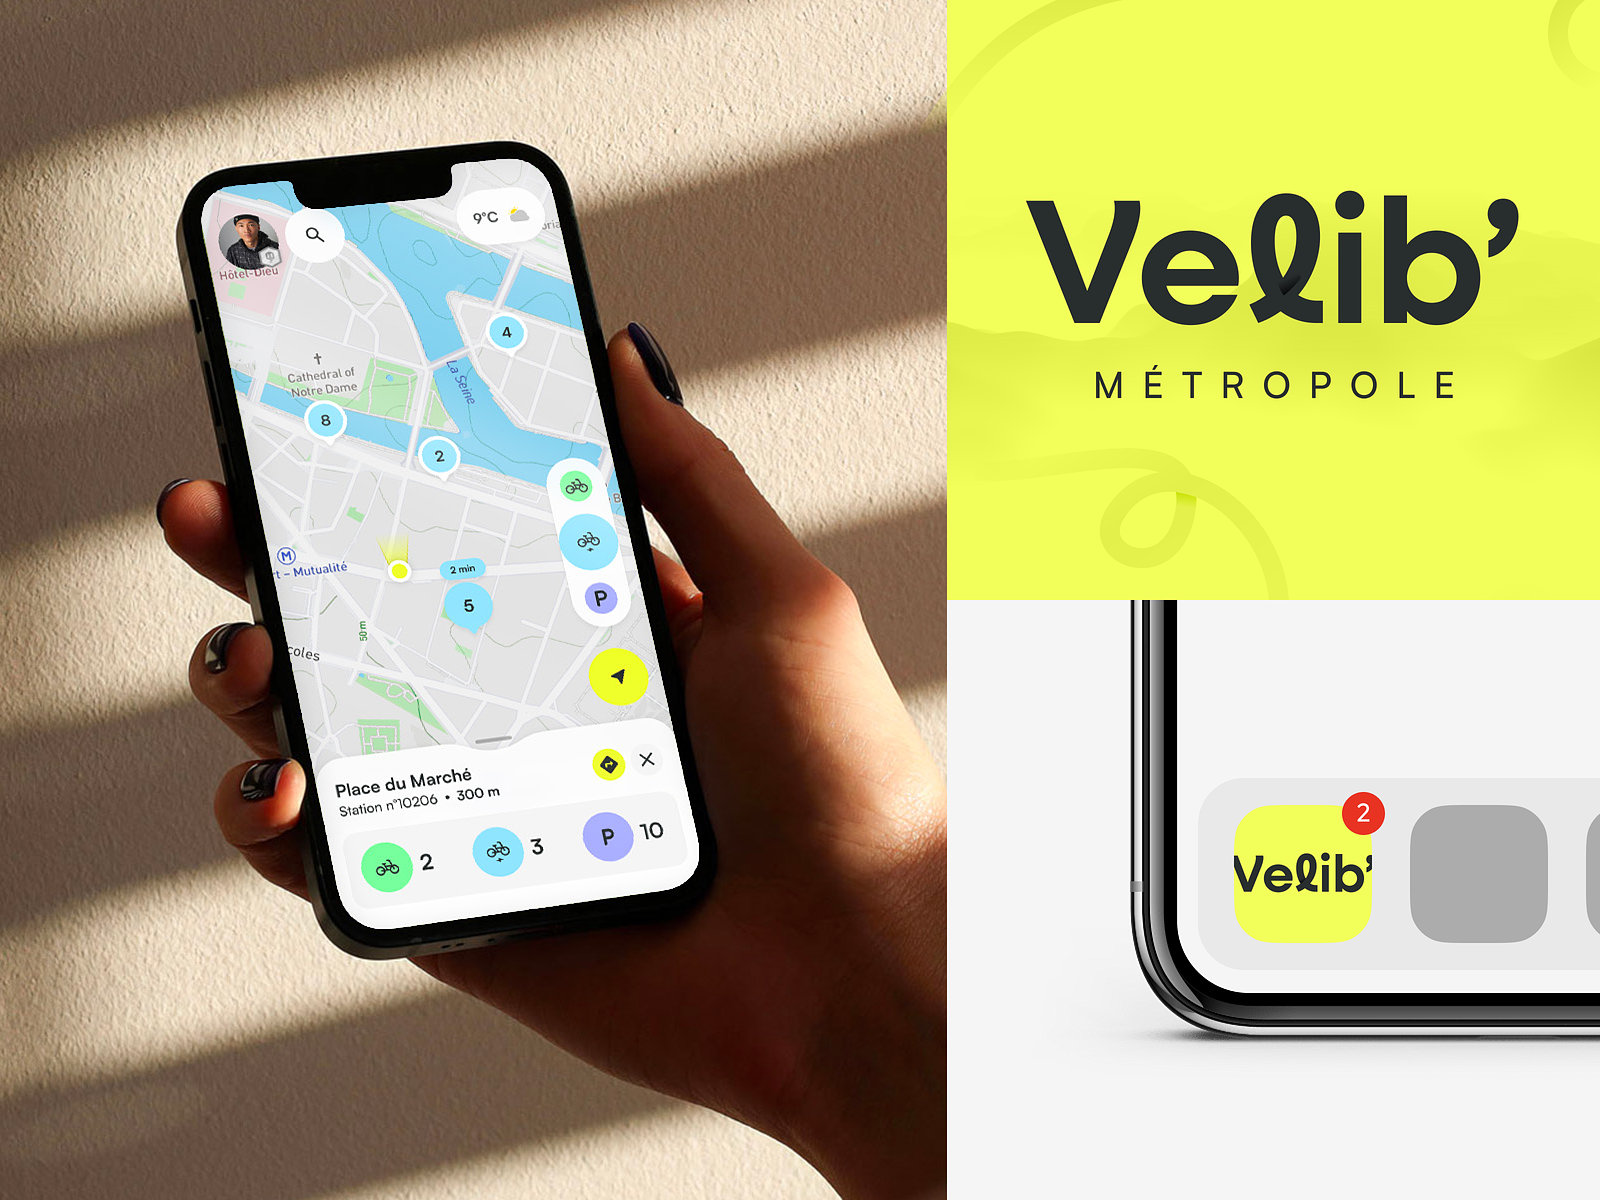 9°C
Hôtel-Dieu
4
La Seine
Cathedral of
Notre Dame
8
2
M
t – Mutualité
2 min
5
P
50 m
coles
Place du Marché
Station n°10206 • 300 m
2
3
P 10
Velib’
MÉTROPOLE
2
Velib’